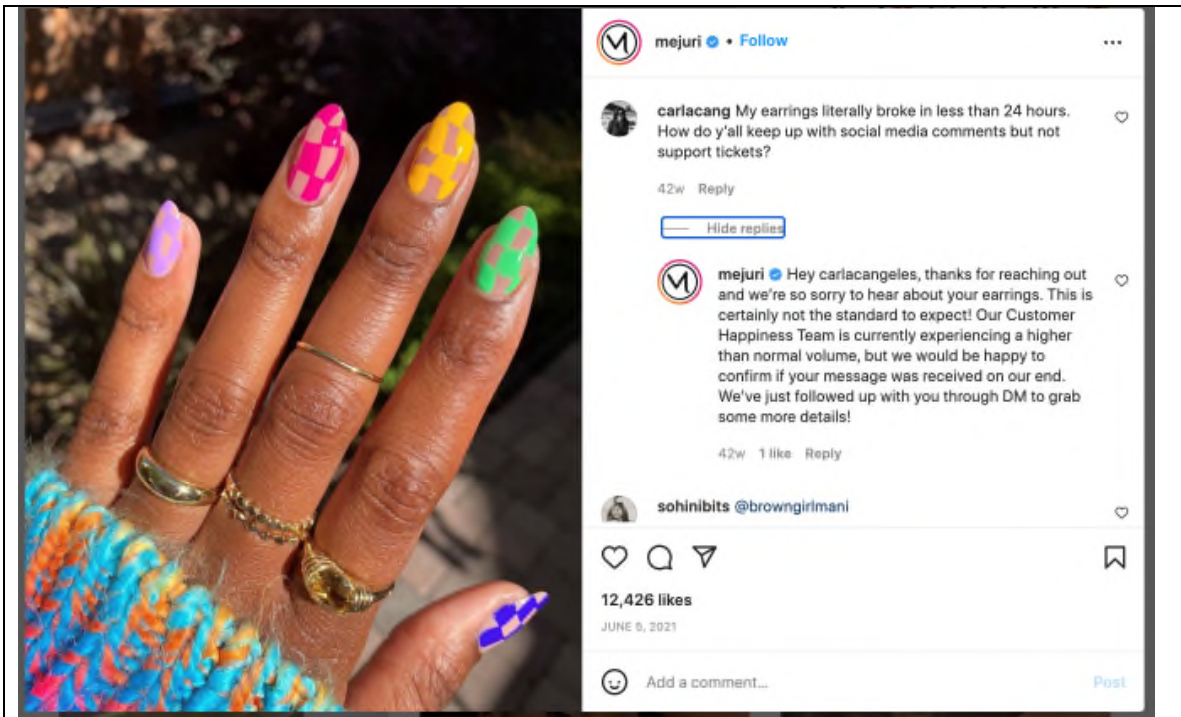 mejuri • Follow
carlacang My earrings literally broke in less than 24 hours.
How do y'all keep up with social media comments but not
support tickets?
42w Reply
Hide replies
mejuri Hey carlacangeles, thanks for reaching out
and we're so sorry to hear about your earrings. This is
certainly not the standard to expect! Our Customer
Happiness Team is currently experiencing a higher
than normal volume, but we would be happy to
confirm if your message was received on our end.
We've just followed up with you through DM to grab
some more details!
42w 1 like Reply
sohinibits @browngirlmani
12,426 likes
JUNE 5, 2021
Add a comment...
Post